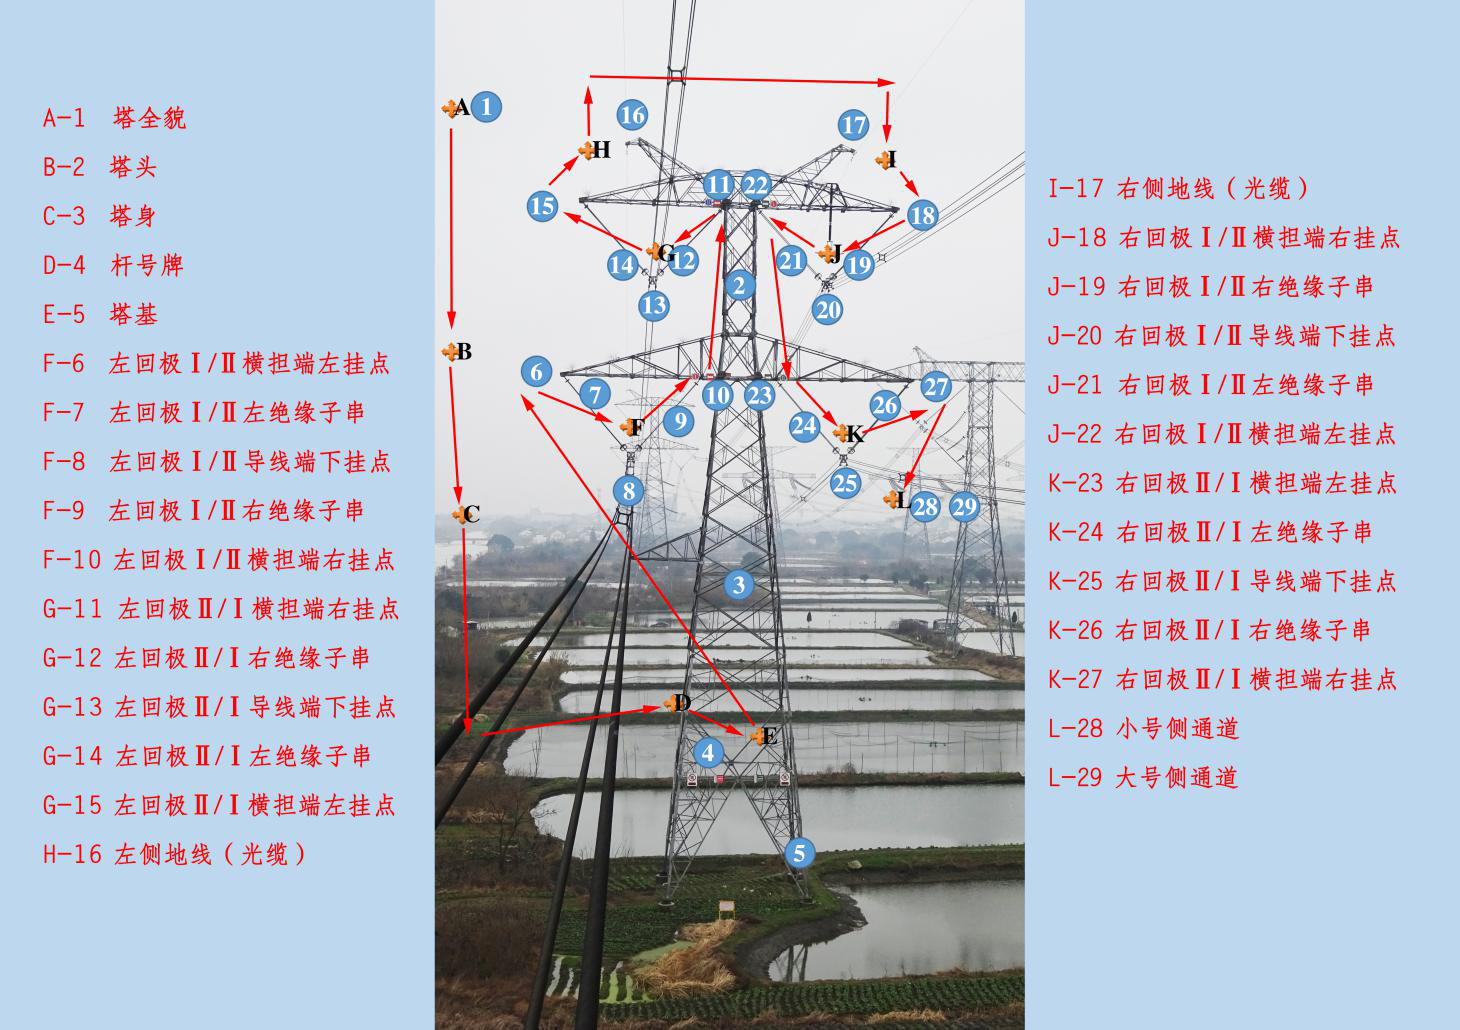 A-1 塔全貌
B-2 塔头
C-3 塔身
D-4 杆号牌
E-5 塔基
F-6 左回极Ⅰ/Ⅱ横担端左挂点
F-7 左回极Ⅰ/Ⅱ左绝缘子串
F-8 左回极Ⅰ/Ⅱ导线端下挂点
F-9 左回极Ⅰ/Ⅱ右绝缘子串
F-10 左回极Ⅰ/Ⅱ横担端右挂点
G-11 左回极Ⅱ/Ⅰ横担端右挂点
G-12 左回极Ⅱ/Ⅰ右绝缘子串
G-13 左回极Ⅱ/Ⅰ导线端下挂点
G-14 左回极Ⅱ/Ⅰ左绝缘子串
G-15 左回极Ⅱ/Ⅰ横担端左挂点
H-16 左侧地线（光缆）
A 1
16
17
H
I
11 22
15
18
G 12
J
14
21
19
2
13
20
B
6
27
7
10
23
26
9
F
24
K
8
25
L 28 29
C
3
D
E
4
5
I-17 右侧地线（光缆）
J-18 右回极Ⅰ/Ⅱ横担端右挂点
J-19 右回极Ⅰ/Ⅱ右绝缘子串
J-20 右回极Ⅰ/Ⅱ导线端下挂点
J-21 右回极Ⅰ/Ⅱ左绝缘子串
J-22 右回极Ⅰ/Ⅱ横担端左挂点
K-23 右回极Ⅱ/Ⅰ横担端左挂点
K-24 右回极Ⅱ/Ⅰ左绝缘子串
K-25 右回极Ⅱ/Ⅰ导线端下挂点
K-26 右回极Ⅱ/Ⅰ右绝缘子串
K-27 右回极Ⅱ/Ⅰ横担端右挂点
L-28 小号侧通道
L-29 大号侧通道